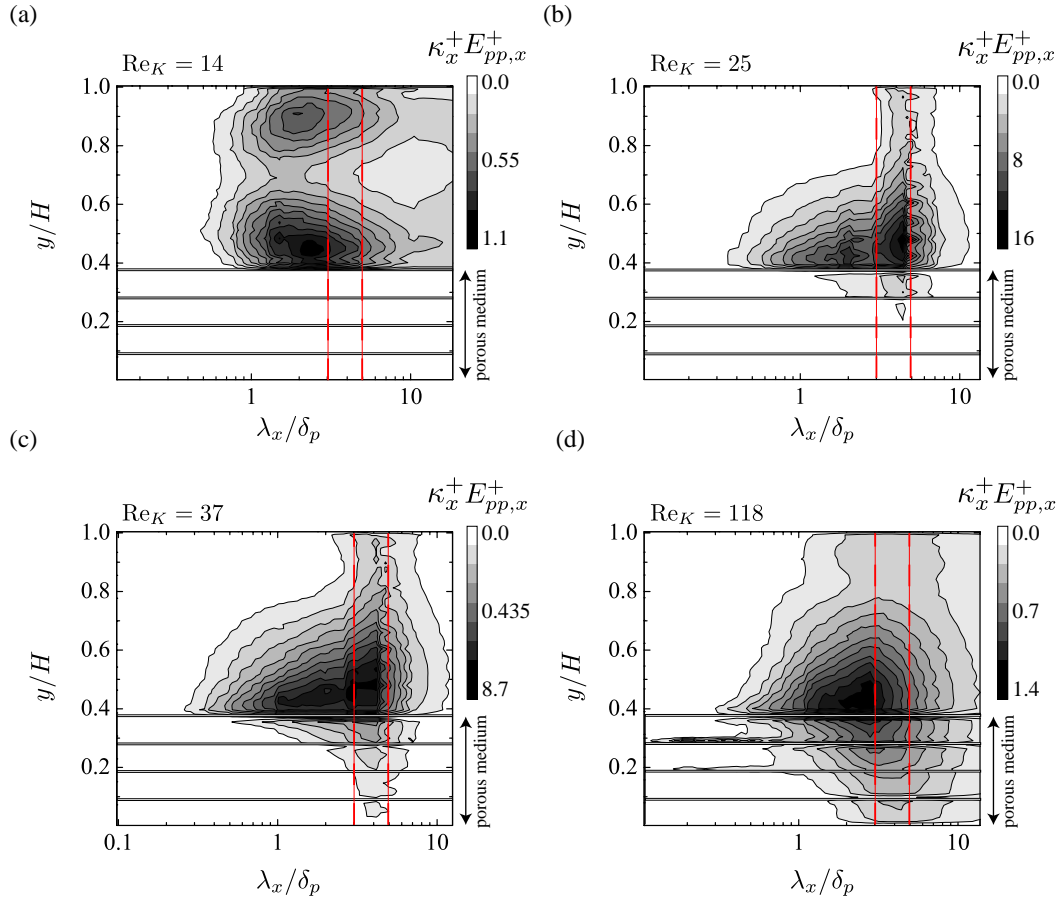 (a)
Re_K = 14
κ_x^+ E_{pp,x}^+
0.0
0.55
1.1
1.0
0.8
0.6
0.4
0.2
y/H
1
10
λ_x/δ_p
porous medium
(b)
Re_K = 25
κ_x^+ E_{pp,x}^+
0.0
8
16
1.0
0.8
0.6
0.4
0.2
y/H
1
10
λ_x/δ_p
porous medium
(c)
Re_K = 37
κ_x^+ E_{pp,x}^+
0.0
0.435
8.7
1.0
0.8
0.6
0.4
0.2
y/H
0.1
1
10
λ_x/δ_p
porous medium
(d)
Re_K = 118
κ_x^+ E_{pp,x}^+
0.0
0.7
1.4
1.0
0.8
0.6
0.4
0.2
y/H
1
10
λ_x/δ_p
porous medium